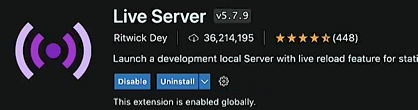 Live Server v5.7.9
Ritwick Dey 36,214,195 (448)
Launch a development local Server with live reload feature for stati
Disable Uninstall
This extension is enabled globally.